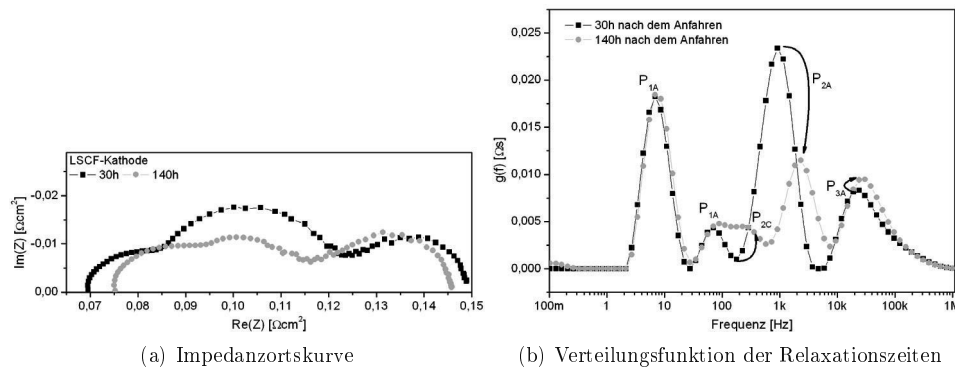 LSCF-Kathode
30h 140h
Im(Z) [Ωcm²]
-0,02
-0,01
0,00
0,07 0,08 0,09 0,10 0,11 0,12 0,13 0,14 0,15
Re(Z) [Ωcm²]
(a) Impedanzortskurve
30h nach dem Anfahren
140h nach dem Anfahren
g(f) [Ωs]
0,025
0,020
0,015
0,010
0,005
0,000
P1A
P1A
P2C
P2A
P3A
100m 1 10 100 1k 10k 100k 1M
Frequenz [Hz]
(b) Verteilungsfunktion der Relaxationszeiten